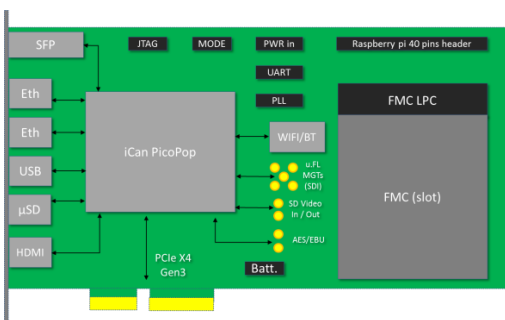 SFP
JTAG
MODE
PWR in
Raspberry pi 40 pins header
UART
PLL
Eth
Eth
USB
µSD
HDMI
iCan PicoPop
WIFI/BT
u.FL
MGTs
(SDI)
SD Video
In / Out
AES/EBU
PCIe X4
Gen3
Batt.
FMC LPC
FMC (slot)